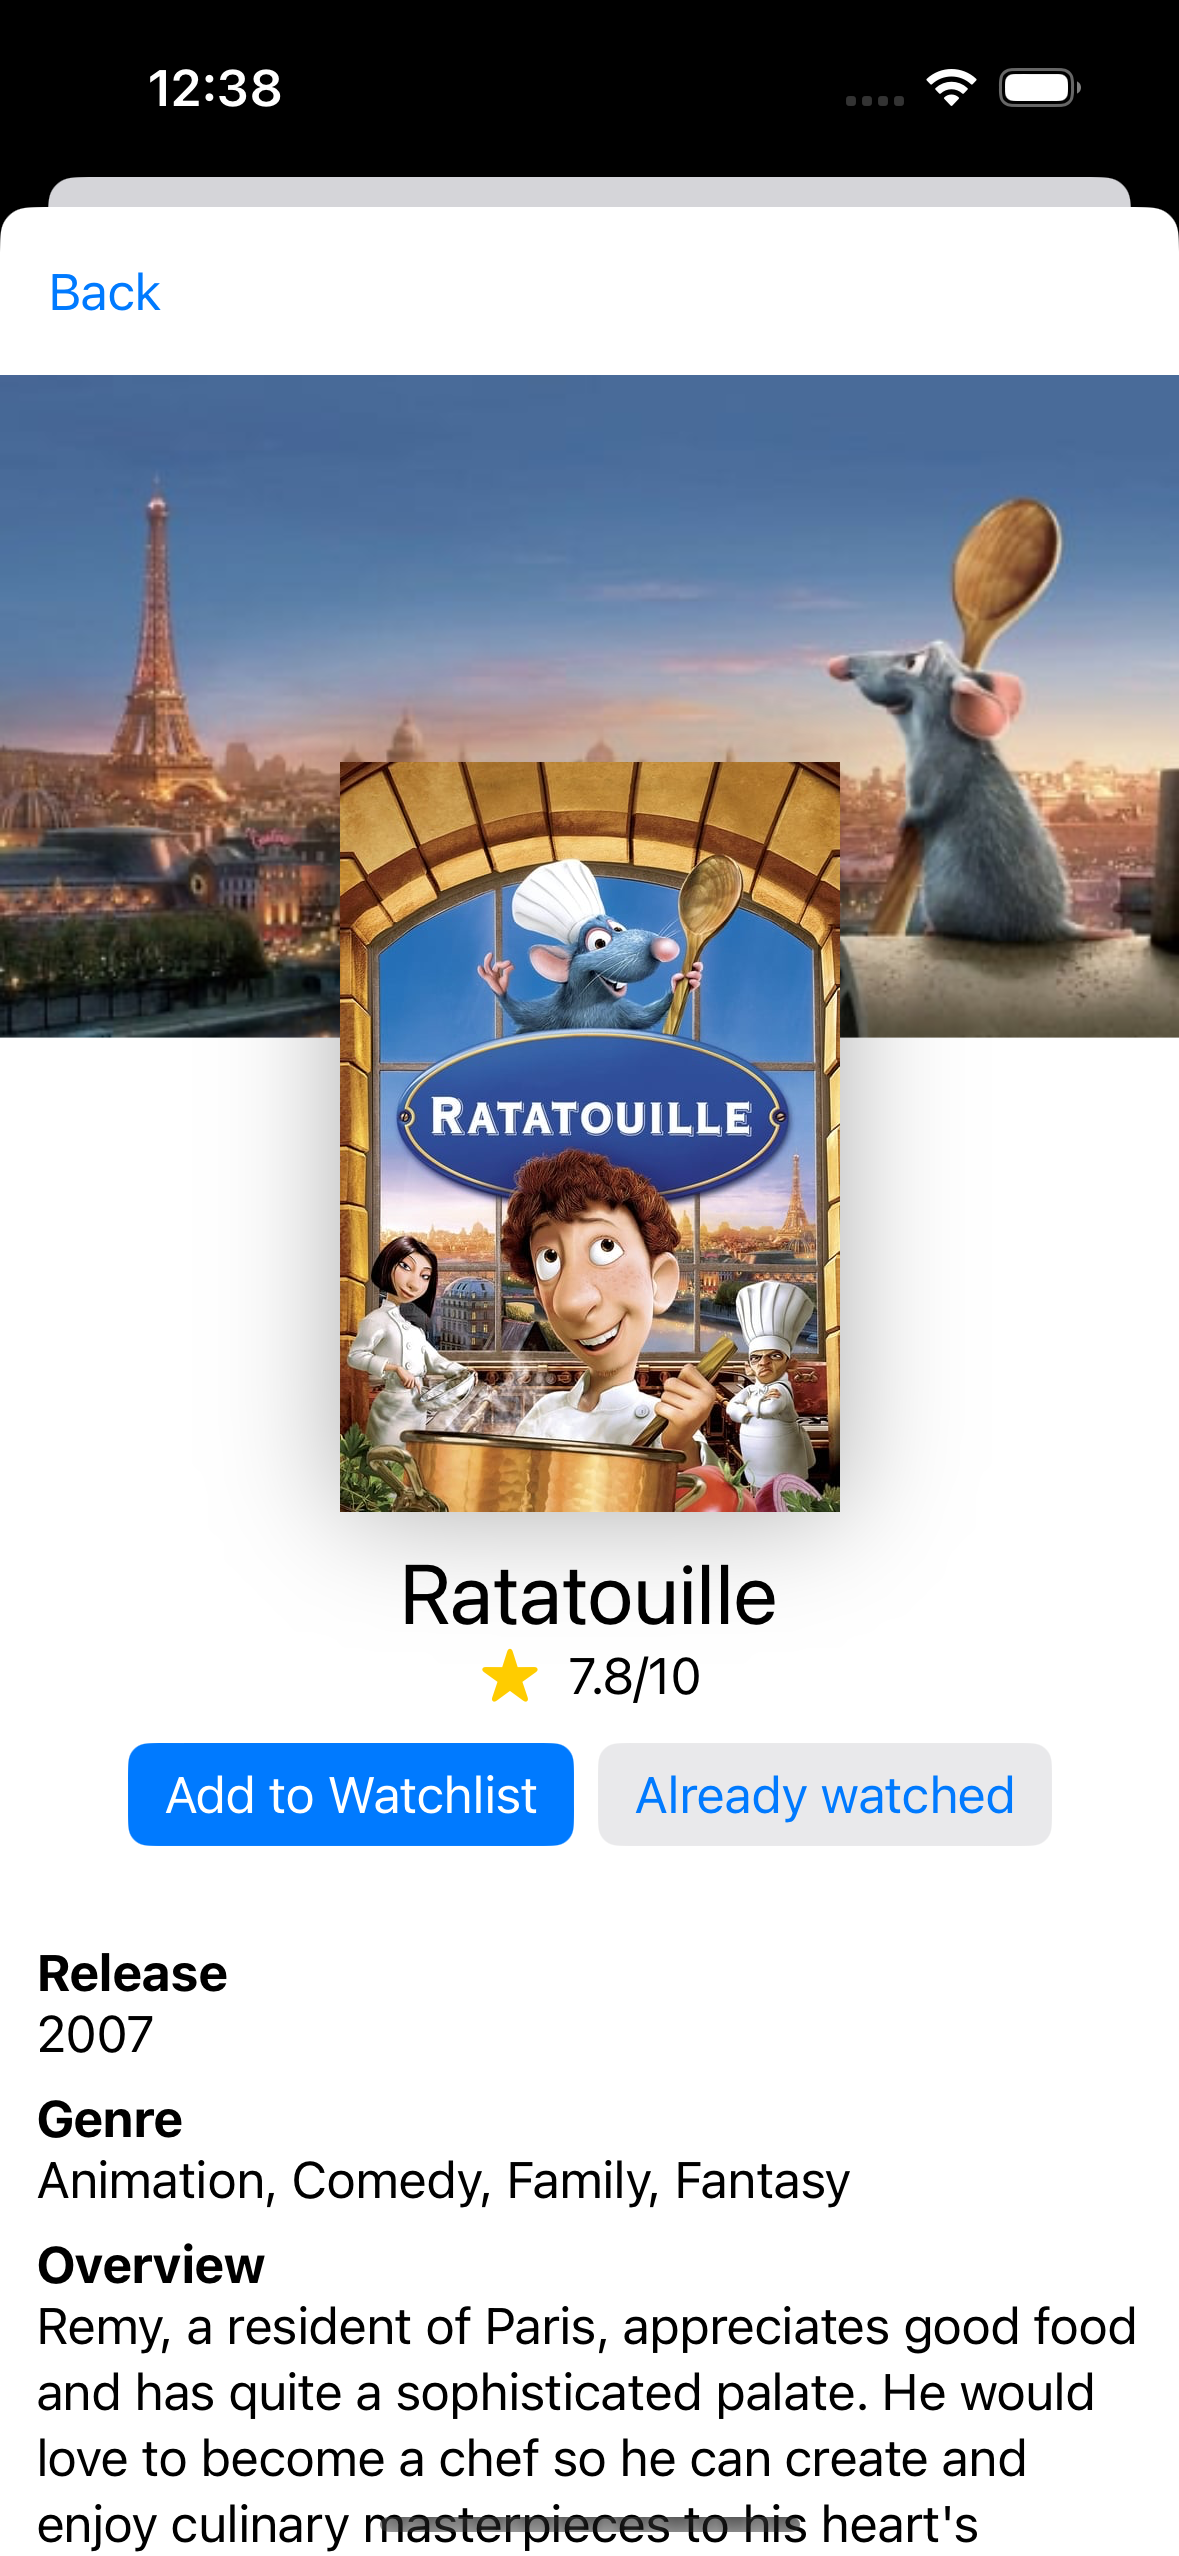 12:38
Back
RATATOUILLE
Ratatouille
7.8/10
Add to Watchlist
Already watched
Release
2007
Genre
Animation, Comedy, Family, Fantasy
Overview
Remy, a resident of Paris, appreciates good food
and has quite a sophisticated palate. He would
love to become a chef so he can create and
enjoy culinary masterpieces to his heart's